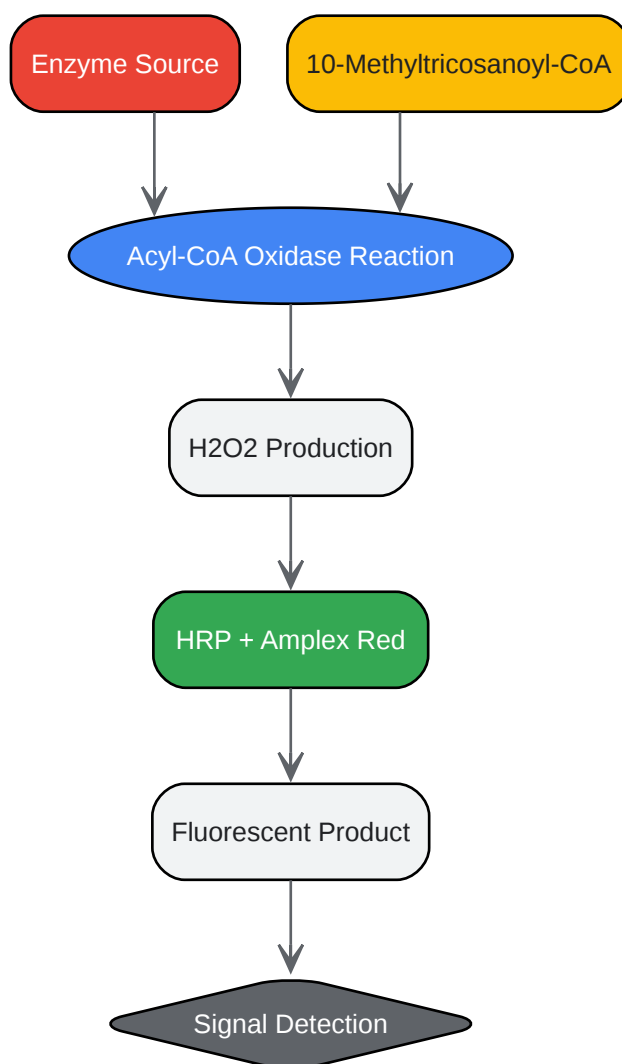 Enzyme Source
10-Methyltricosanoyl-CoA
Acyl-CoA Oxidase Reaction
H2O2 Production
HRP + Amplex Red
Fluorescent Product
Signal Detection